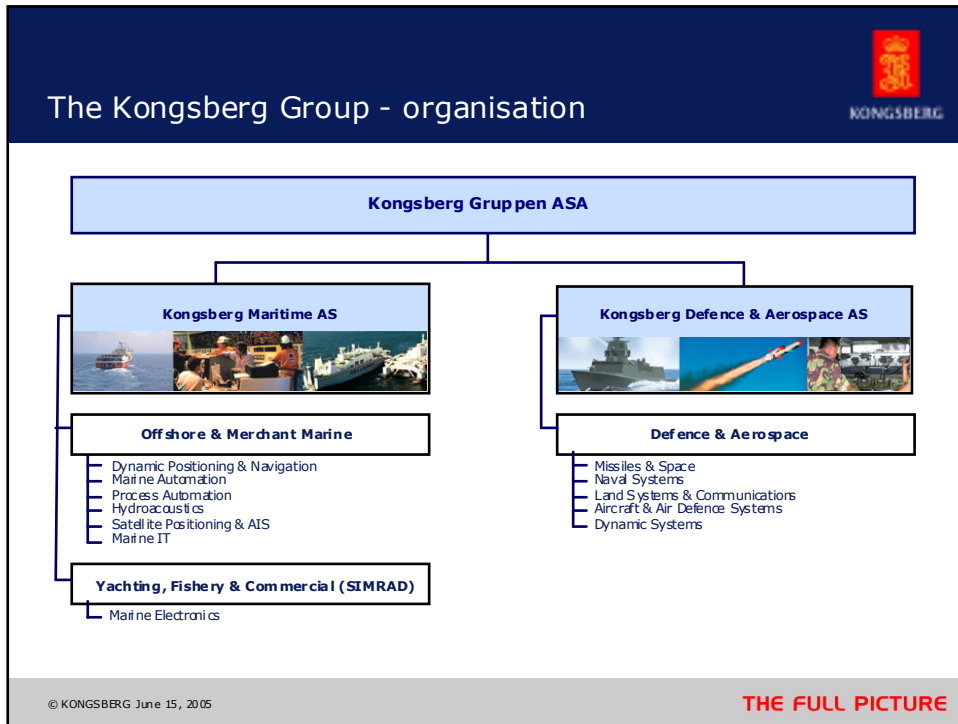 The Kongsberg Group - organisation
KONGSBERG
Kongsberg Gruppen ASA
Kongsberg Maritime AS
Offshore & Merchant Marine
Dynamic Positioning & Navigation
Marine Automation
Process Automation
Hydroacoustics
Satellite Positioning & AIS
Marine IT
Yachting, Fishery & Commercial (SIMRAD)
Marine Electronics
Kongsberg Defence & Aerospace AS
Defence & Aerospace
Missiles & Space
Naval Systems
Land Systems & Communications
Aircraft & Air Defence Systems
Dynamic Systems
© KONGSBERG June 15, 2005
THE FULL PICTURE